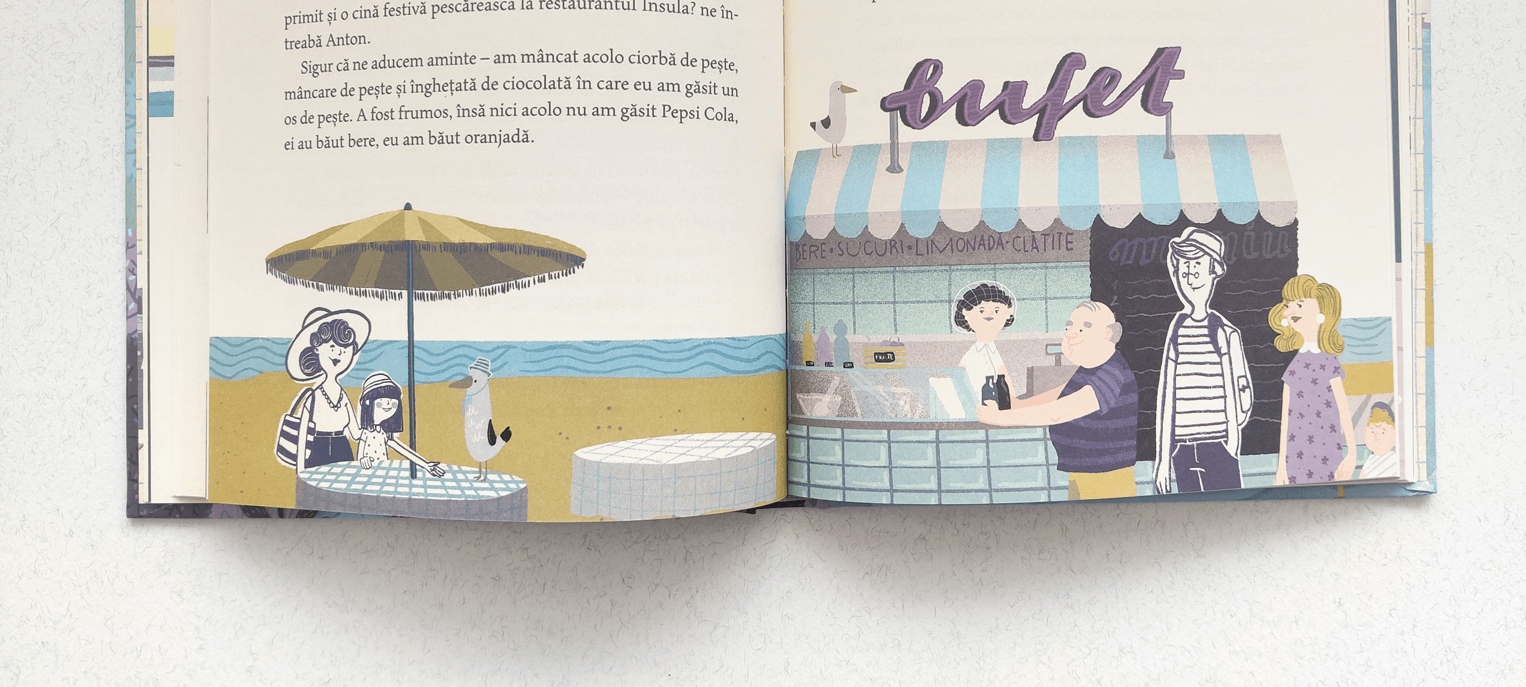 primit și o cină festivă pescărească la restaurantul Insula? ne în-
treabă Anton.
Sigur că ne aducem aminte – am mâncat acolo ciorbă de pește,
mâncare de pește și înghețată de ciocolată în care eu am găsit un
os de pește. A fost frumos, însă nici acolo nu am găsit Pepsi Cola,
ei au băut bere, eu am băut oranjadă.
bufet
BERE•SUCURI•LIMONADĂ•CLĂTITE